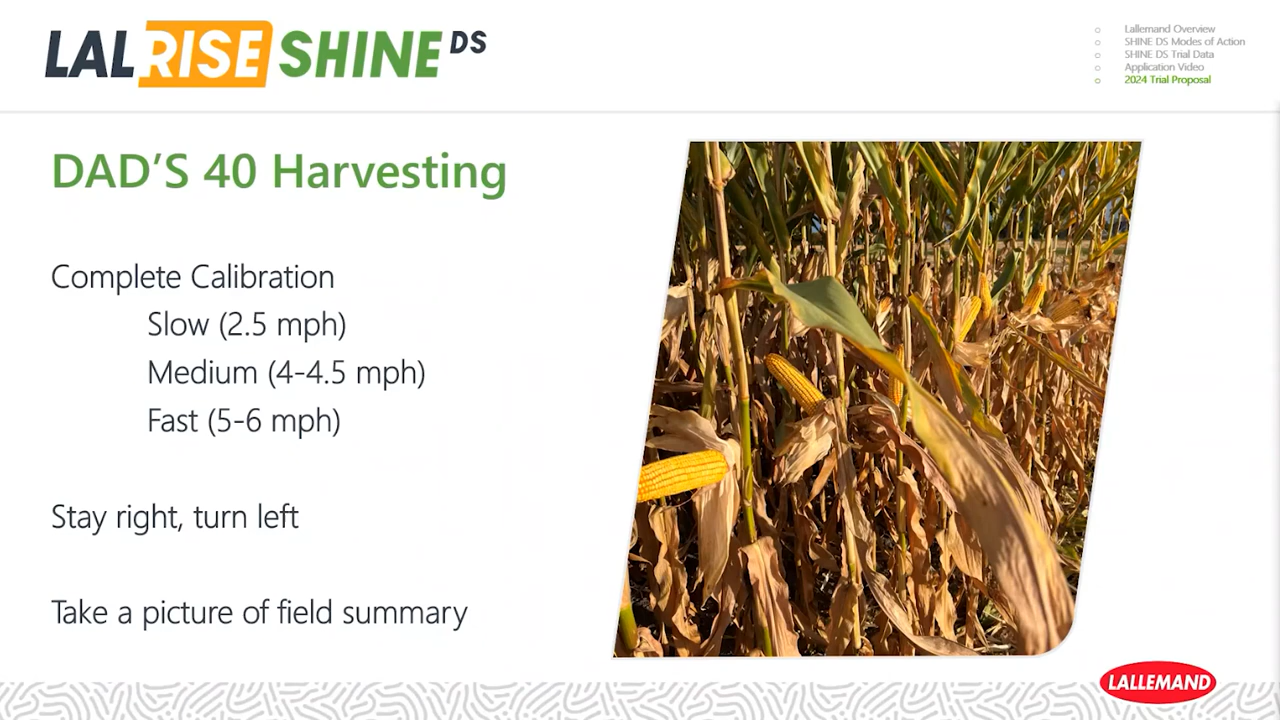 LALRISE SHINE DS
Lallemand Overview
SHINE DS Modes of Action
SHINE DS Trial Data
Application Video
2024 Trial Proposal
DAD'S 40 Harvesting
Complete Calibration
Slow (2.5 mph)
Medium (4-4.5 mph)
Fast (5-6 mph)
Stay right, turn left
Take a picture of field summary
LALLEMAND